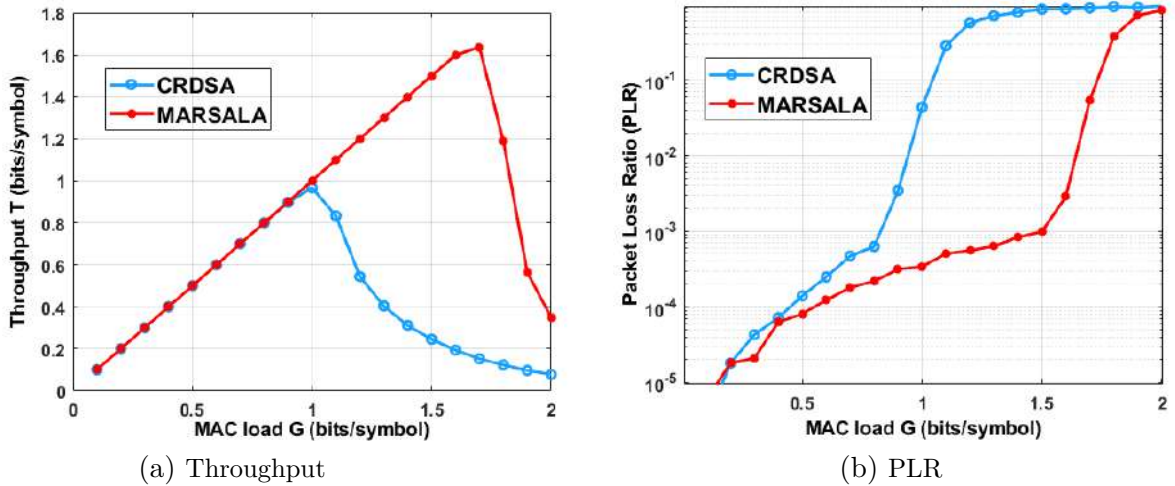 1.8
1.6
1.4
1.2
1
0.8
0.6
0.4
0.2
0
Throughput T (bits/symbol)
CRDSA
MARSALA
0 0.5 1 1.5 2
MAC load G (bits/symbol)
(a) Throughput
10-1
10-2
10-3
10-4
10-5
Packet Loss Ratio (PLR)
CRDSA
MARSALA
0.5 1 1.5 2
MAC load G (bits/symbol)
(b) PLR